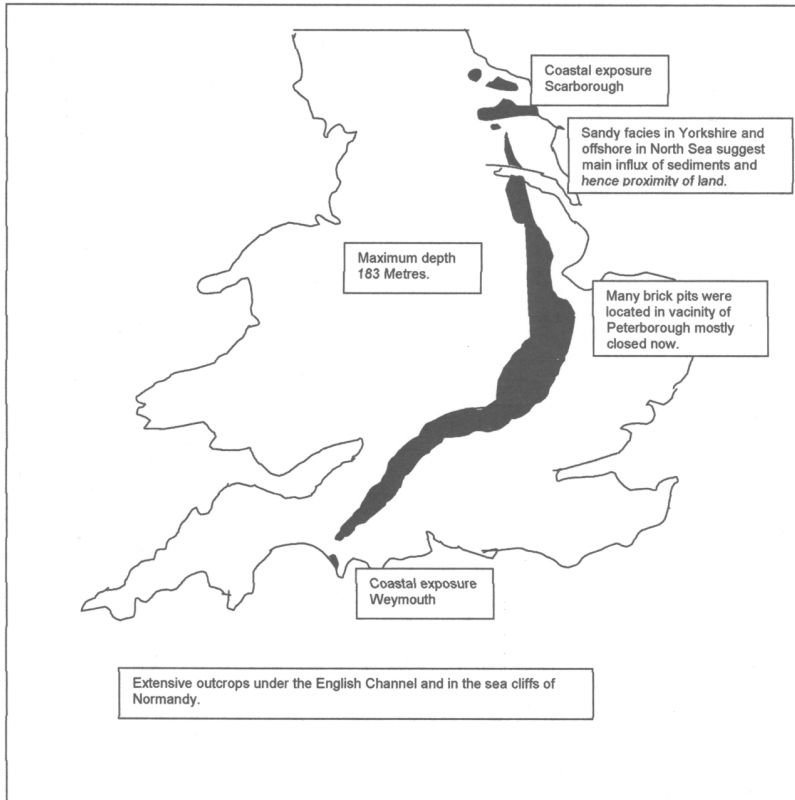 Coastal exposure
Scarborough
Sandy facies in Yorkshire and
offshore in North Sea suggest
main influx of sediments and
hence proximity of land.
Maximum depth
183 Metres.
Many brick pits were
located in vacinity of
Peterborough mostly
closed now.
Coastal exposure
Weymouth
Extensive outcrops under the English Channel and in the sea cliffs of
Normandy.